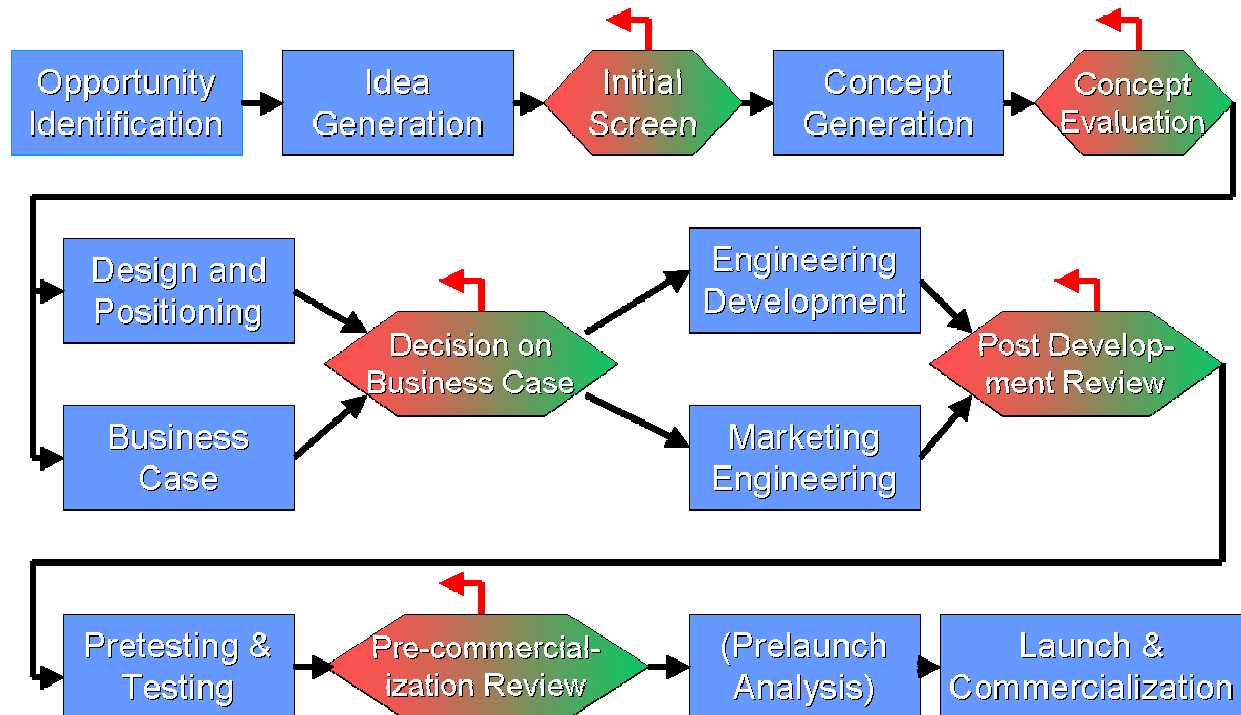 Opportunity
Identification
Idea
Generation
Initial
Screen
Concept
Generation
Concept
Evaluation
Design and
Positioning
Business
Case
Decision on
Business Case
Engineering
Development
Marketing
Engineering
Post Develop-
ment Review
Pretesting &
Testing
Pre-commercial-
ization Review
(Prelaunch
Analysis)
Launch &
Commercialization